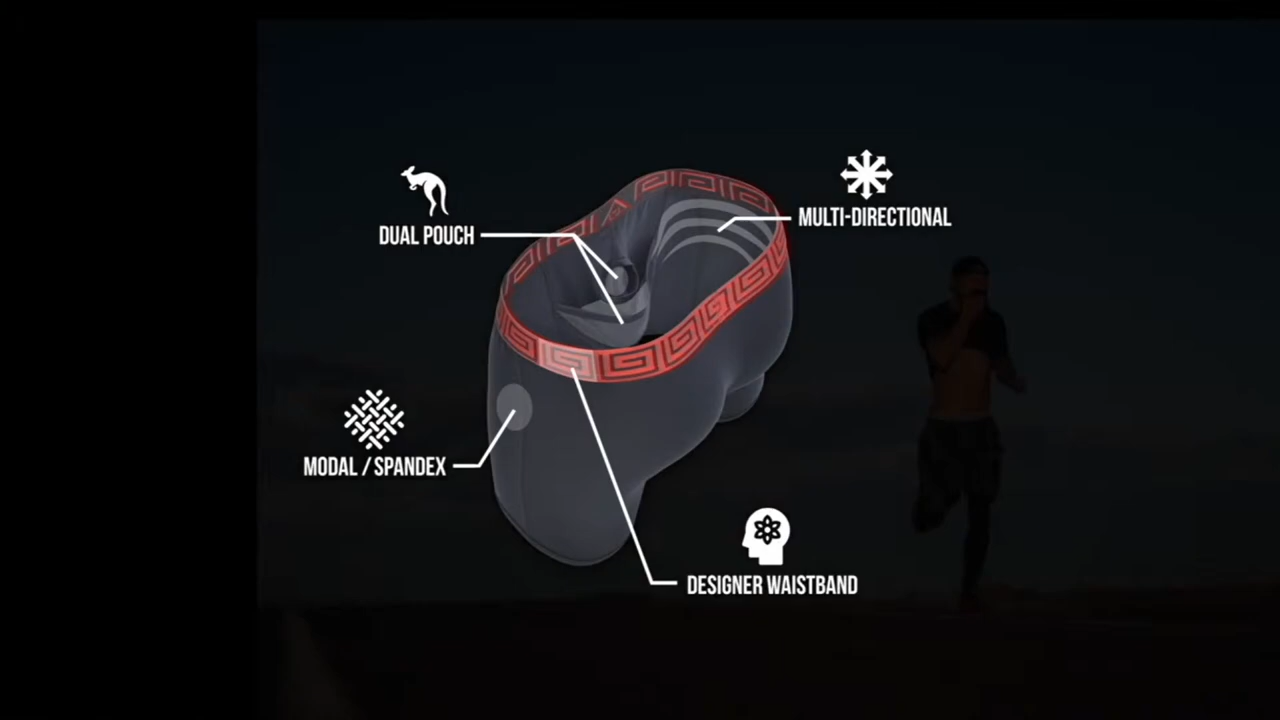 DUAL POUCH
MULTI-DIRECTIONAL
MODAL / SPANDEX
DESIGNER WAISTBAND